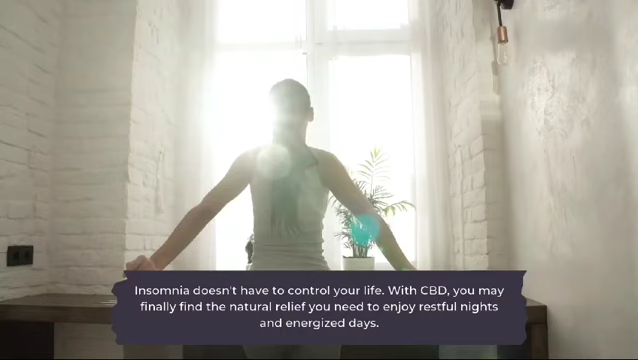 Insomnia doesn't have to control your life. With CBD, you may
finally find the natural relief you need to enjoy restful nights
and energized days.